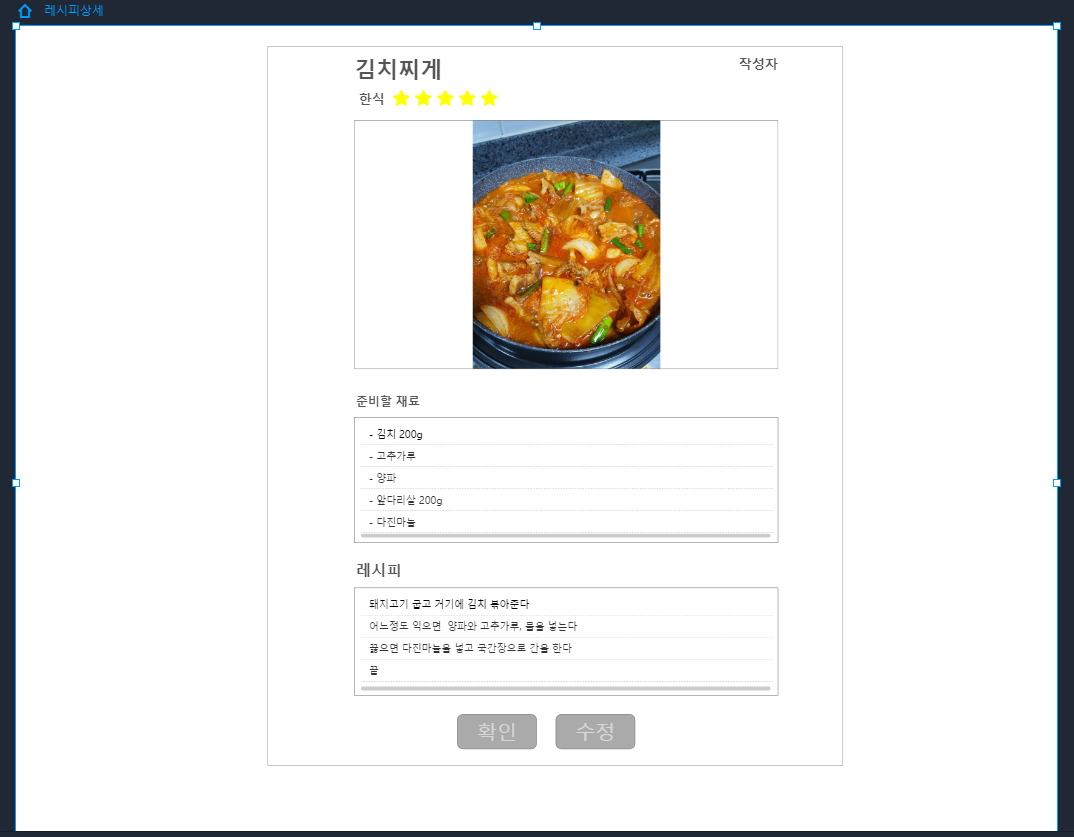 레시피상세
김치찌게
작성자
한식
준비할 재료
- 김치 200g
- 고추가루
- 양파
- 앞다리살 200g
- 다진마늘
레시피
돼지고기 굽고 거기에 김치 볶아준다
어느정도 익으면 양파와 고추가루, 물을 넣는다
끓으면 다진마늘을 넣고 국간장으로 간을 한다
끝
확인
수정